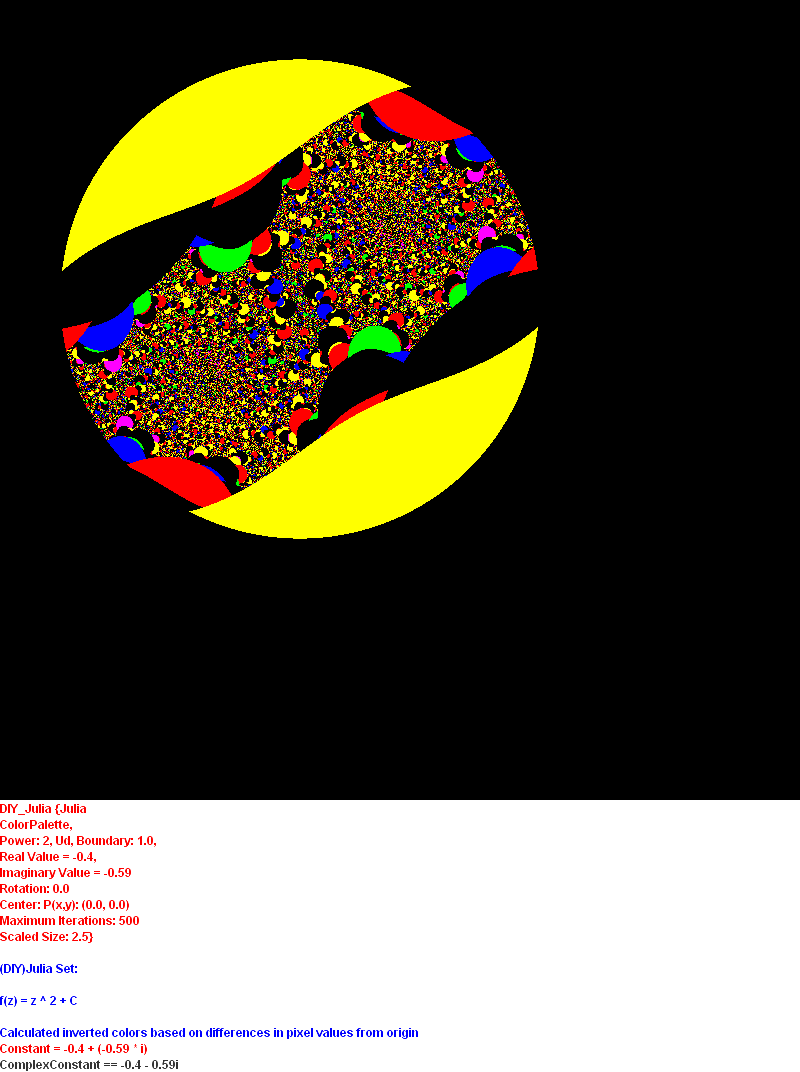 DIY_Julia {Julia
ColorPalette,
Power: 2, Ud, Boundary: 1.0,
Real Value = -0.4,
Imaginary Value = -0.59
Rotation: 0.0
Center: P(x,y): (0.0, 0.0)
Maximum Iterations: 500
Scaled Size: 2.5}
(DIY)Julia Set:
f(z) = z ^ 2 + C
Calculated inverted colors based on differences in pixel values from origin
Constant = -0.4 + (-0.59 * i)
ComplexConstant == -0.4 - 0.59i